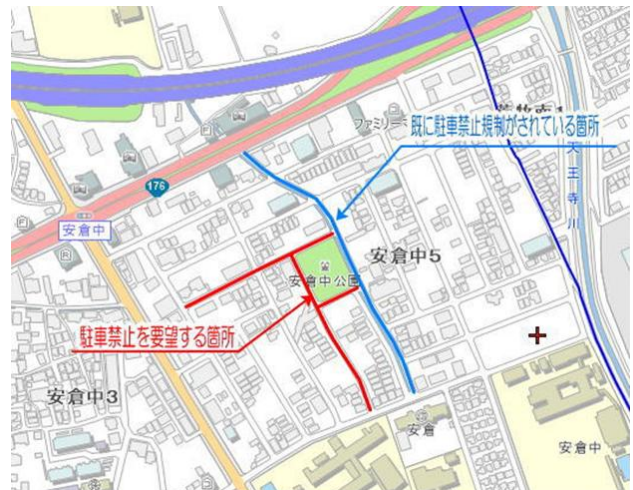 ファミリー
既に駐車禁止規制がされている箇所
176
安倉中
天王寺川
安倉中5
安倉中公園
駐車禁止を要望する箇所
安倉中3
安倉
安倉中